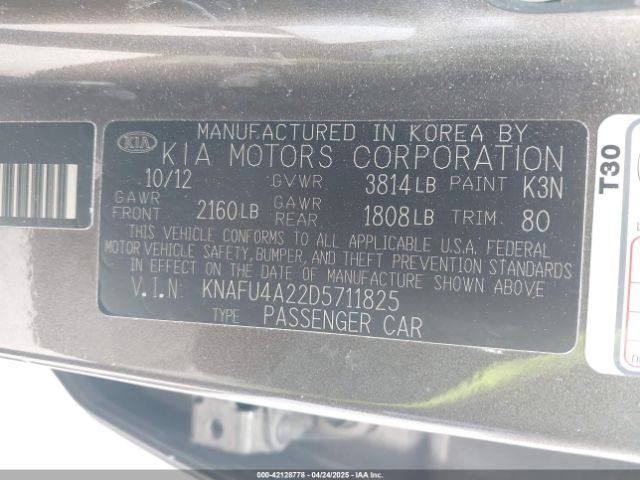 MANUFACTURED IN KOREA BY
KIA KIA MOTORS CORPORATION
10/12 GVWR 3814 LB PAINT K3N
GAWR FRONT 2160 LB GAWR REAR 1808 LB TRIM 80
THIS VEHICLE CONFORMS TO ALL APPLICABLE U.S.A. FEDERAL
MOTOR VEHICLE SAFETY, BUMPER, AND THEFT PREVENTION STANDARDS
IN EFFECT ON THE DATE OF MANUFACTURE SHOWN ABOVE.
V.I.N: KNAFU4A22D5711825
TYPE: PASSENGER CAR
T30
000-42128778 - 04/24/2025 - IAAI.COM